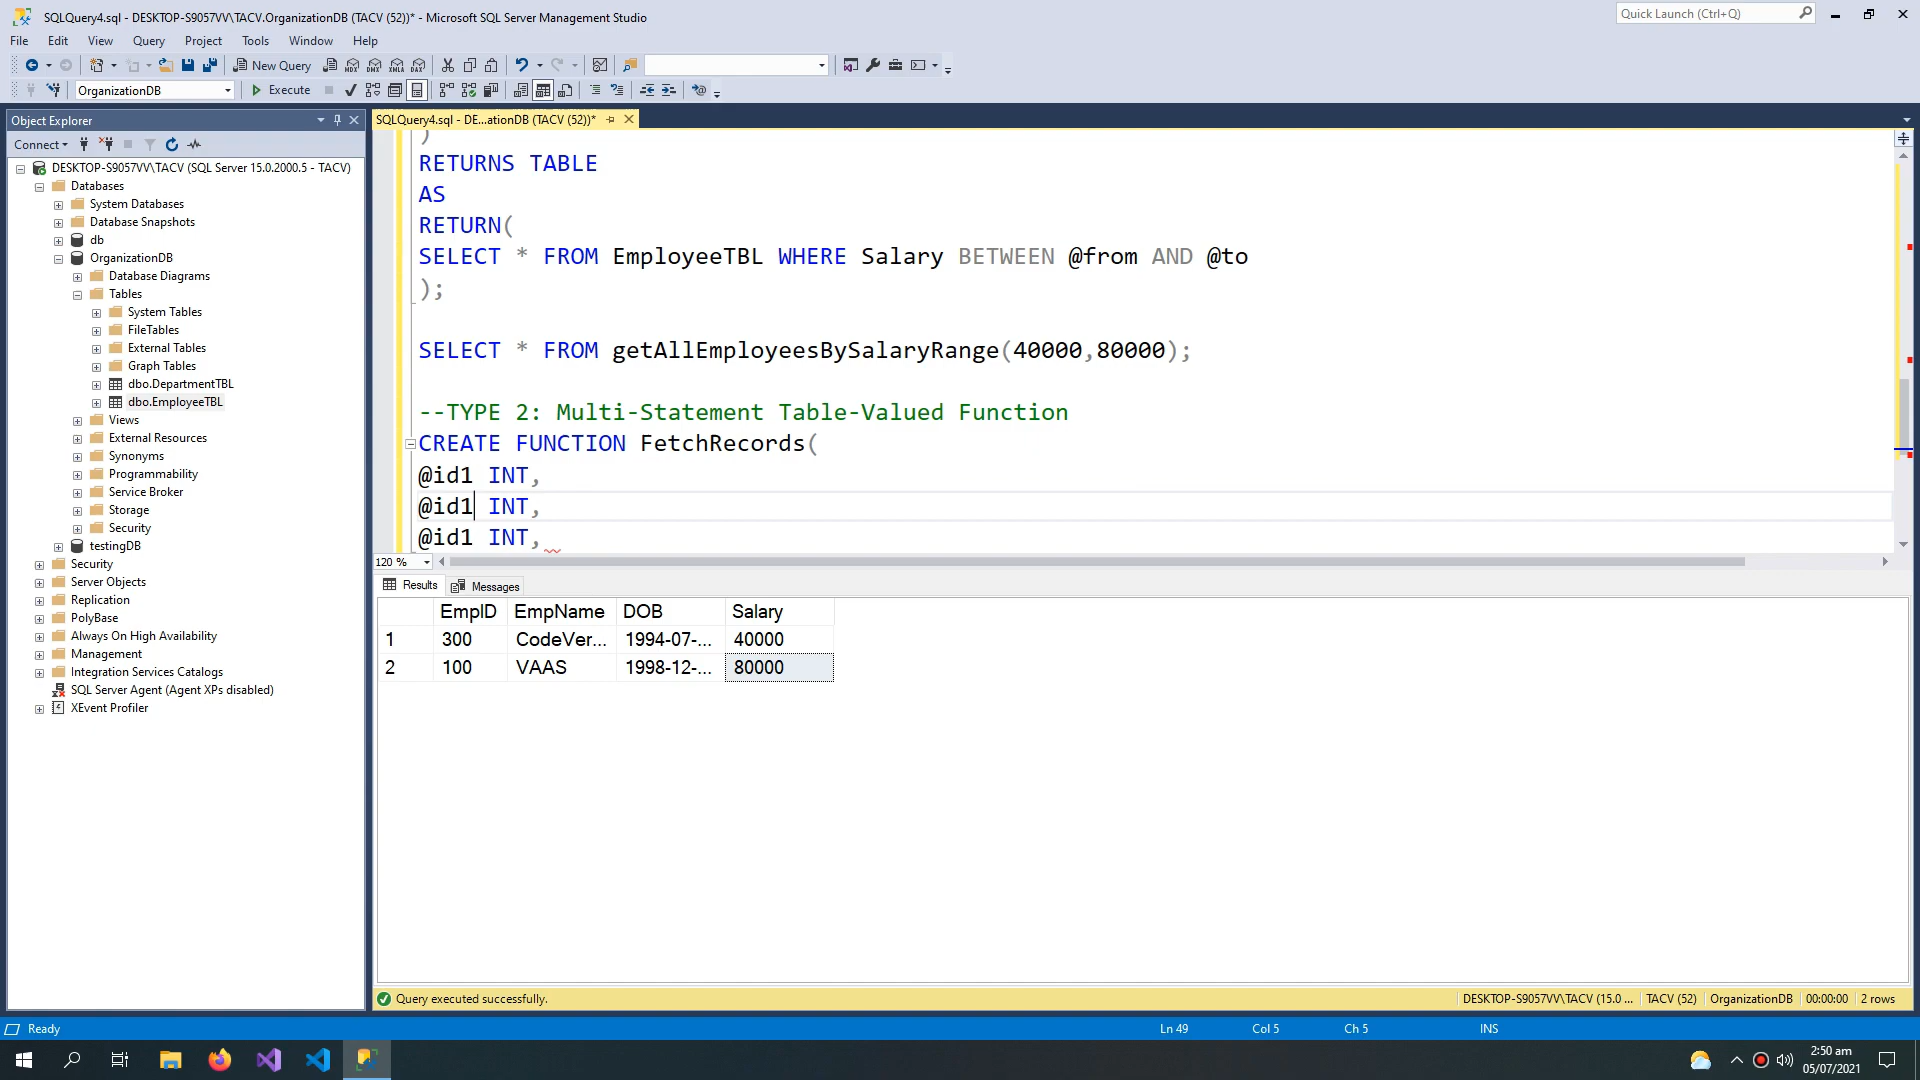 SQLQuery4.sql - DESKTOP-S9057VV\TACV.OrganizationDB (TACV (52))* - Microsoft SQL Server Management Studio
Quick Launch (Ctrl+Q)
File Edit View Query Project Tools Window Help
New Query
MDX DMX XMLA DAX
OrganizationDB
Execute
Object Explorer
SQLQuery4.sql - DE...ationDB (TACV (52))*
Connect
DESKTOP-S9057VV\TACV (SQL Server 15.0.2000.5 - TACV)
Databases
System Databases
Database Snapshots
db
OrganizationDB
Database Diagrams
Tables
System Tables
FileTables
External Tables
Graph Tables
dbo.DepartmentTBL
dbo.EmployeeTBL
Views
External Resources
Synonyms
Programmability
Service Broker
Storage
Security
testingDB
Security
Server Objects
Replication
PolyBase
Always On High Availability
Management
Integration Services Catalogs
SQL Server Agent (Agent XPs disabled)
XEvent Profiler
)
RETURNS TABLE
AS
RETURN(
SELECT * FROM EmployeeTBL WHERE Salary BETWEEN @from AND @to
);
SELECT * FROM getAllEmployeesBySalaryRange(40000,80000);
--TYPE 2: Multi-Statement Table-Valued Function
CREATE FUNCTION FetchRecords(
@id1 INT,
@id1 INT,
@id1 INT,
120 %
Results Messages
EmpID EmpName DOB Salary
1 300 CodeVer... 1994-07-... 40000
2 100 VAAS 1998-12-... 80000
Query executed successfully.
DESKTOP-S9057VV\TACV (15.0 ... TACV (52) OrganizationDB 00:00:00 2 rows
Ready
Ln 49 Col 5 Ch 5 INS
2:50 am
05/07/2021